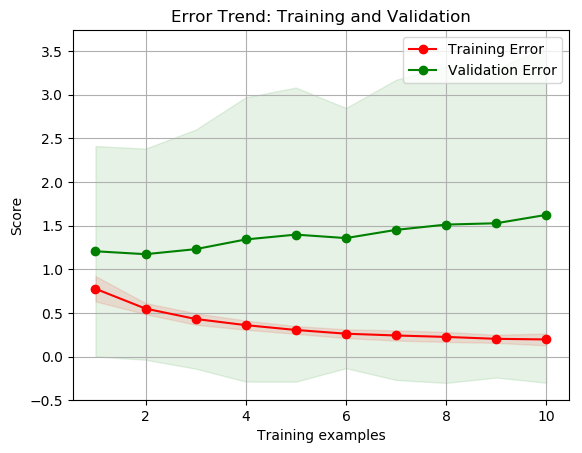 Error Trend: Training and Validation
Training Error
Validation Error
Score
3.5
3.0
2.5
2.0
1.5
1.0
0.5
0.0
−0.5
2
4
6
8
10
Training examples